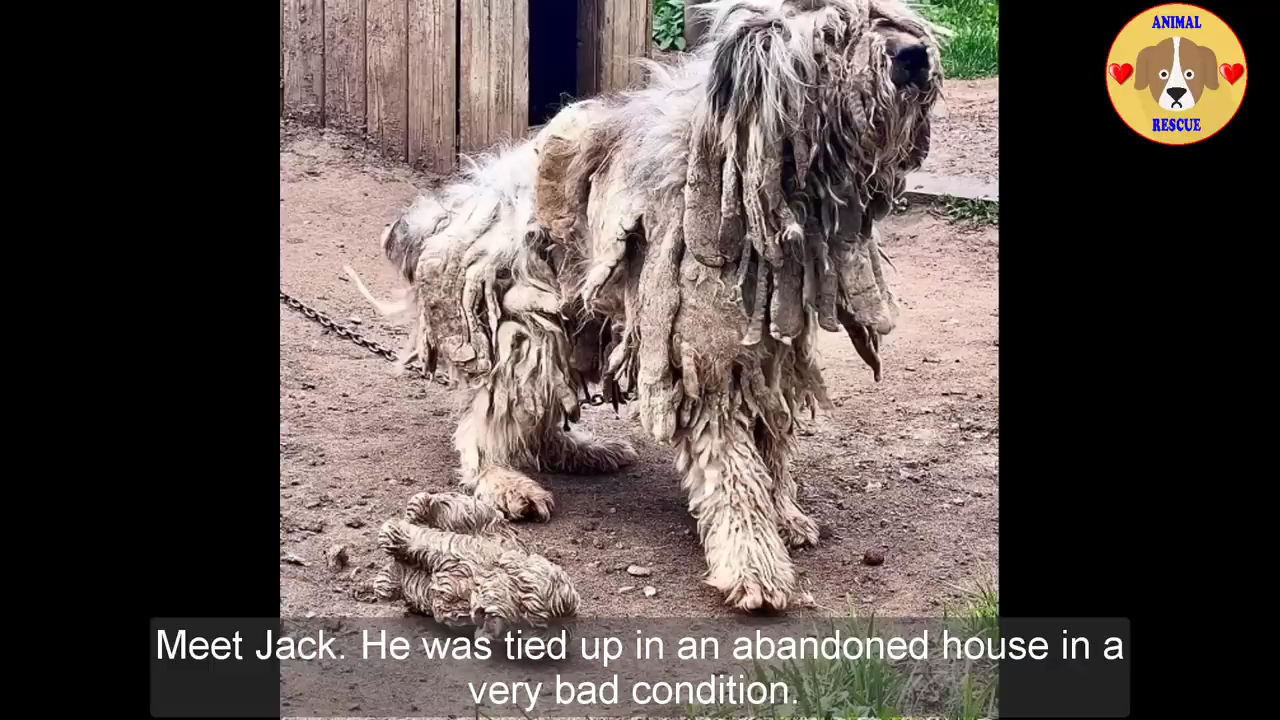 ANIMAL
RESCUE
Meet Jack. He was tied up in an abandoned house in a
very bad condition.